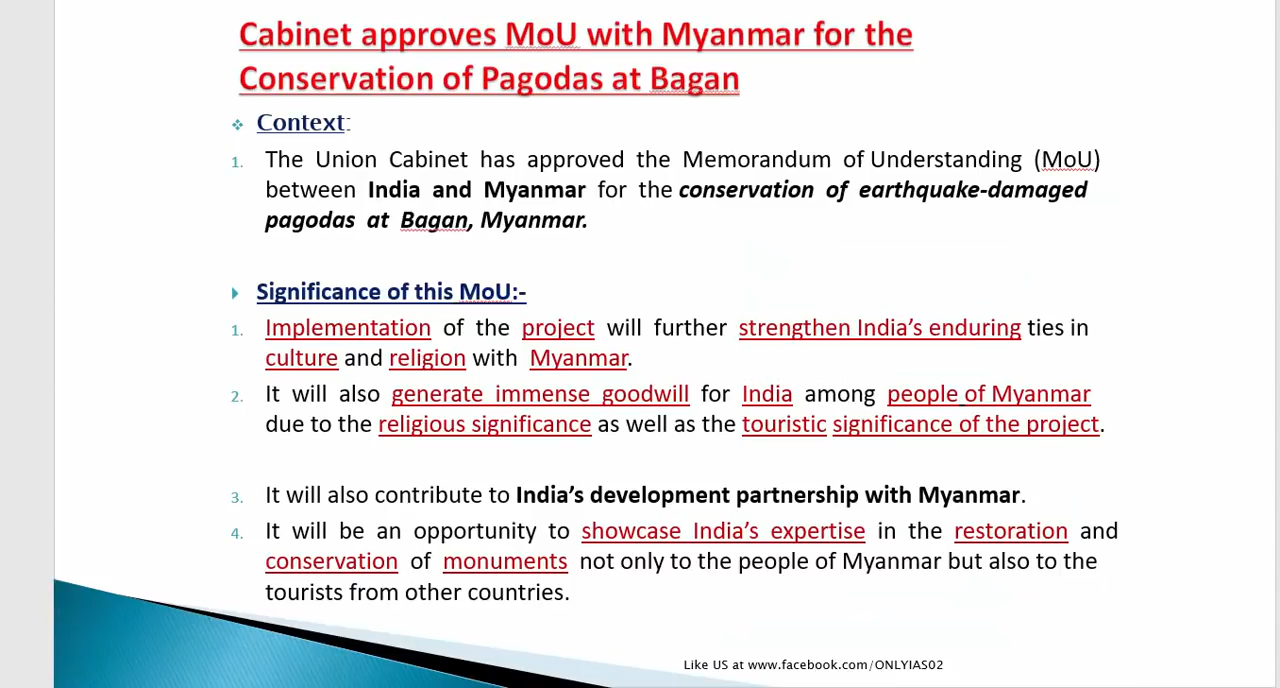 Cabinet approves MoU with Myanmar for the
Conservation of Pagodas at Bagan
❖ Context:
1. The Union Cabinet has approved the Memorandum of Understanding (MoU)
between India and Myanmar for the conservation of earthquake-damaged
pagodas at Bagan, Myanmar.
Significance of this MoU:-
1. Implementation of the project will further strengthen India's enduring ties in
culture and religion with Myanmar.
2. It will also generate immense goodwill for India among people of Myanmar
due to the religious significance as well as the touristic significance of the project.
3. It will also contribute to India's development partnership with Myanmar.
4. It will be an opportunity to showcase India's expertise in the restoration and
conservation of monuments not only to the people of Myanmar but also to the
tourists from other countries.
Like US at www.facebook.com/ONLYIAS02